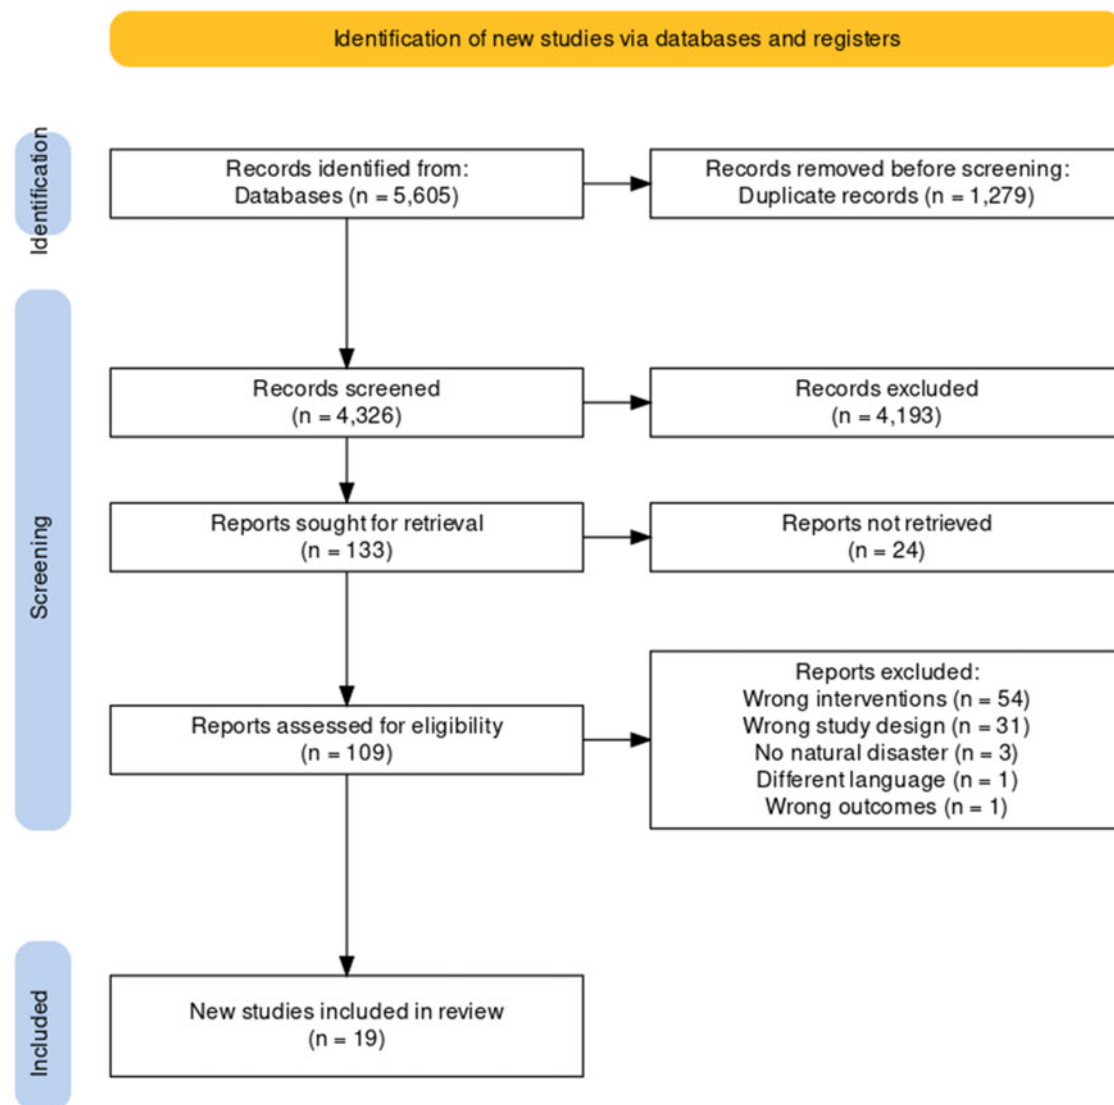 Identification of new studies via databases and registers
Identification
Records identified from:
Databases (n = 5,605)
Records removed before screening:
Duplicate records (n = 1,279)
Screening
Records screened
(n = 4,326)
Records excluded
(n = 4,193)
Reports sought for retrieval
(n = 133)
Reports not retrieved
(n = 24)
Reports assessed for eligibility
(n = 109)
Reports excluded:
Wrong interventions (n = 54)
Wrong study design (n = 31)
No natural disaster (n = 3)
Different language (n = 1)
Wrong outcomes (n = 1)
Included
New studies included in review
(n = 19)